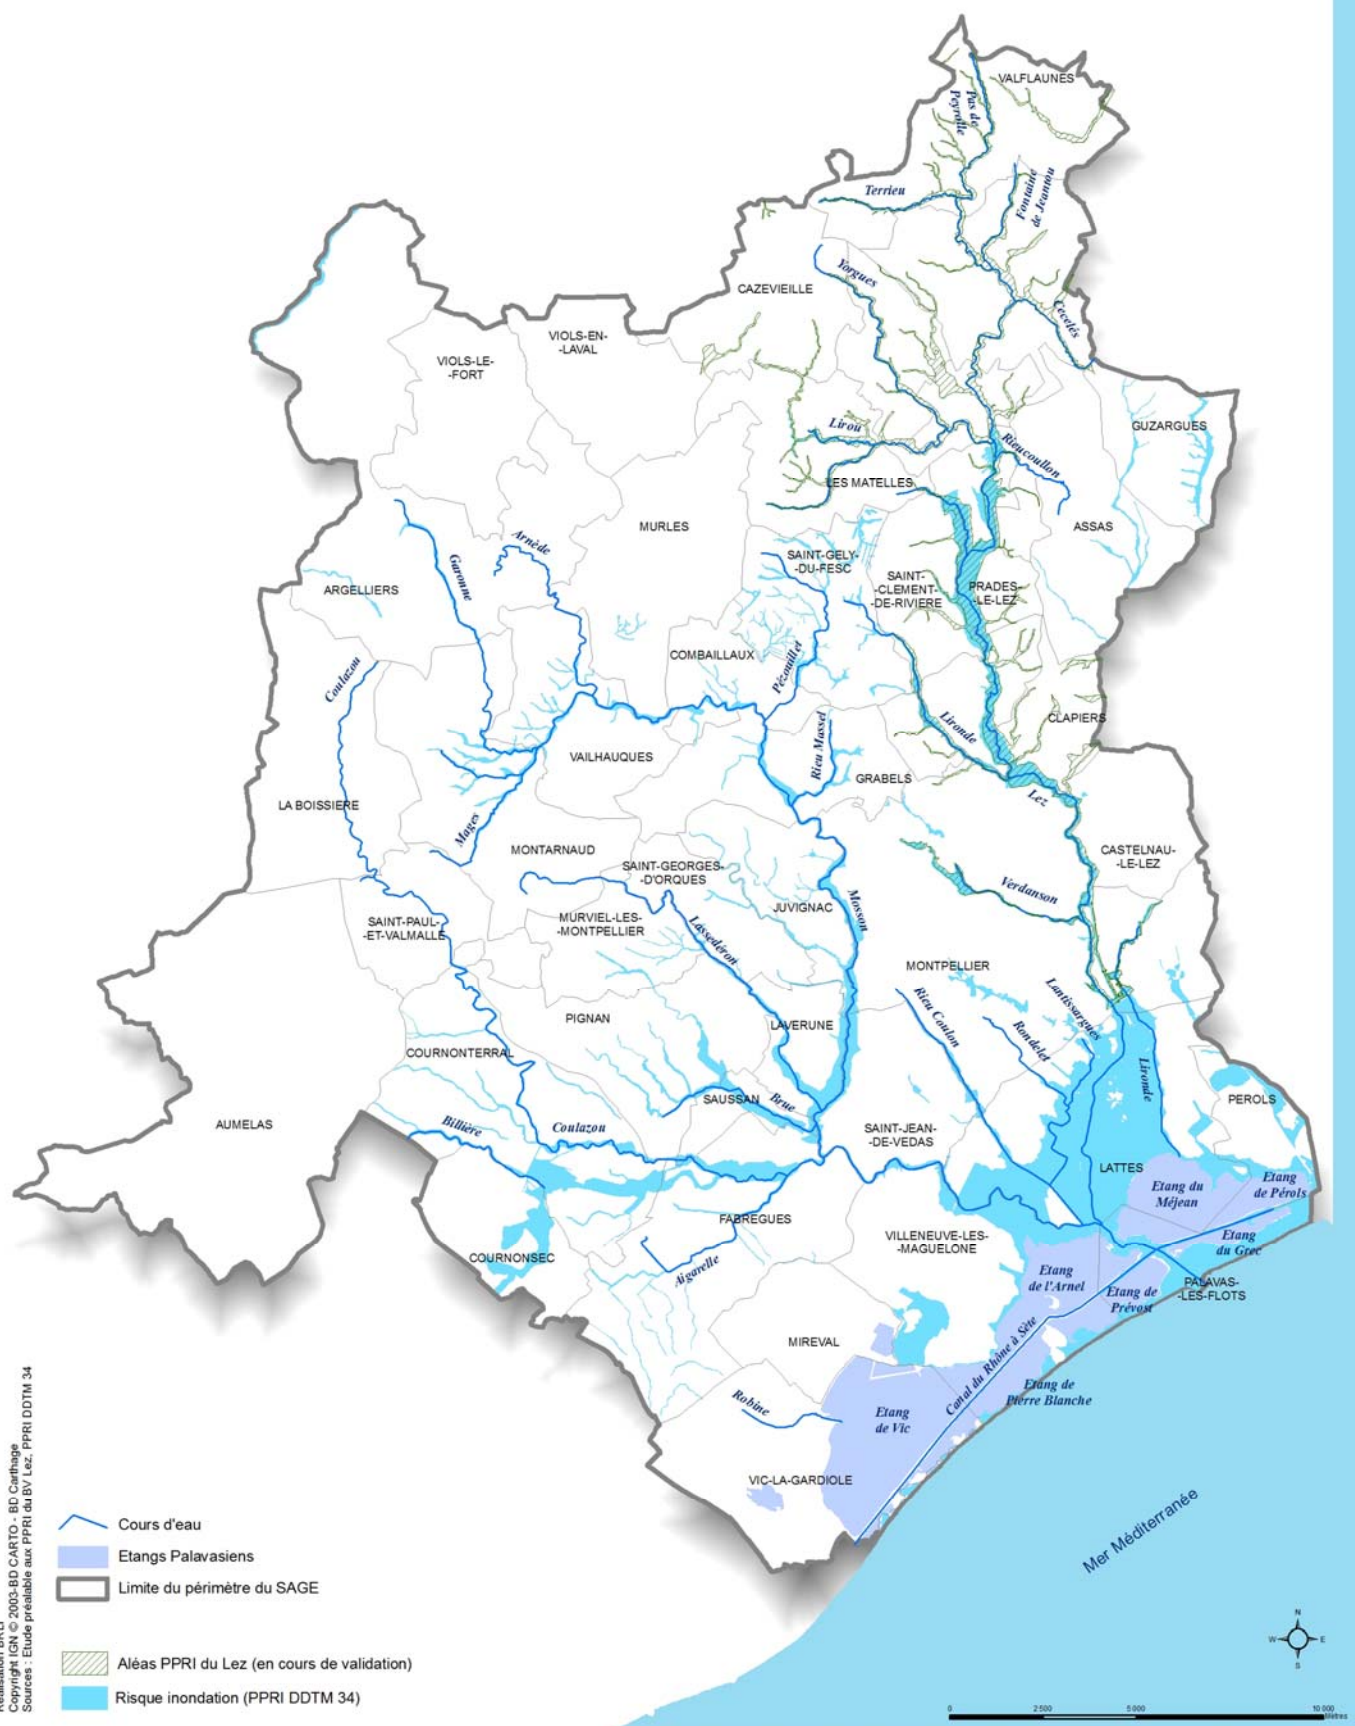 VALFLAUNES
Pas de
Peyrolle
Terrieu
Fontaine
de Jeantou
Yorgues
CAZEVIEILLE
Cecelès
VIOLS-EN-
-LAVAL
VIOLS-LE-
-FORT
GUZARGUES
Lirou
Rieucoullon
LES MATELLES
MURLES
ASSAS
Arnède
SAINT-GELY-
-DU-FESC
Garonne
ARGELLIERS
SAINT-
-CLEMENT-
-DE-RIVIERE
PRADES-
-LE-LEZ
COMBAILLAUX
Pézouillet
Coulazou
CLAPIERS
Lironde
Rieu Massel
VAILHAUQUES
GRABELS
Lez
LA BOISSIERE
Mages
MONTARNAUD
CASTELNAU-
-LE-LEZ
SAINT-GEORGES-
-D'ORQUES
Verdanson
JUVIGNAC
Mosson
SAINT-PAUL-
-ET-VALMALLE
MURVIEL-LES-
-MONTPELLIER
Lassedéron
MONTPELLIER
Lantissargues
Rieu Coulon
PIGNAN
LAVERUNE
Rondelet
COURNONTERRAL
Lironde
SAUSSAN
Brue
PEROLS
AUMELAS
Billière
Coulazou
SAINT-JEAN-
-DE-VEDAS
LATTES
Etang du
Méjean
Etang
de Pérols
FABREGUES
VILLENEUVE-LES-
-MAGUELONE
Etang
du Grec
COURNONSEC
Aigarelle
Etang
de l'Arnel
Etang de
Prévost
PALAVAS-
-LES-FLOTS
MIREVAL
Canal du Rhône à Sète
Etang de
Pierre Blanche
Robine
Etang
de Vic
VIC-LA-GARDIOLE
Mer Méditerranée
Cours d'eau
Etangs Palavasiens
Limite du périmètre du SAGE
Aléas PPRI du Lez (en cours de validation)
Risque inondation (PPRI DDTM 34)
Copyright IGN © 2003-BD CARTO - BD Carthage
Sources : Etude préalable aux PPRI du BV Lez, PPRI DDTM 34
N
W E
S
0 2 500 5 000 10 000
Mètres